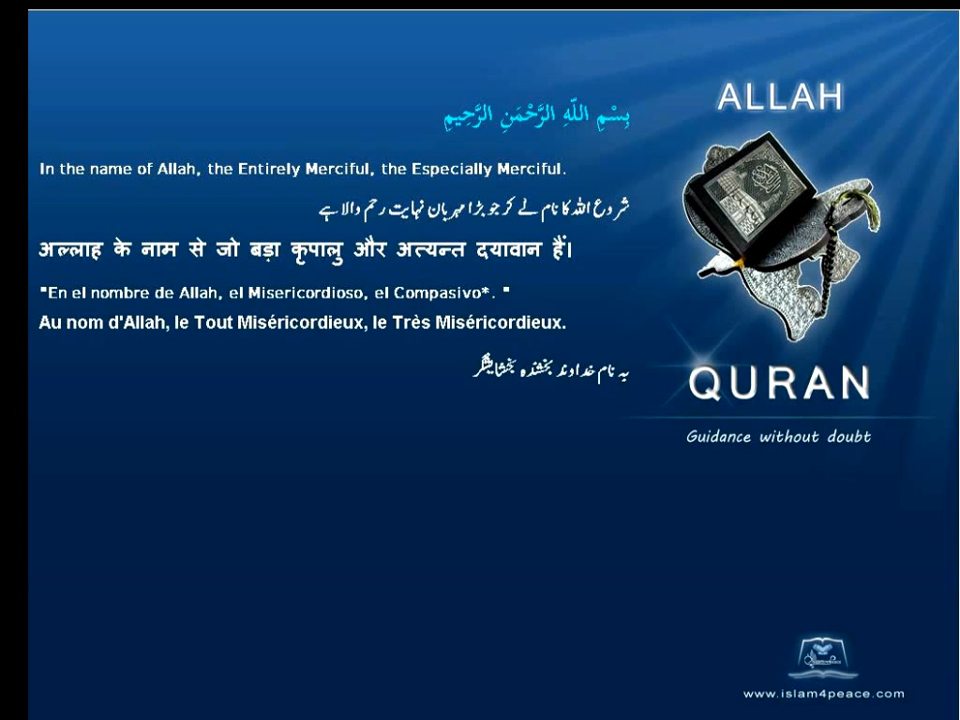 بِسْمِ اللّهِ الرَّحْمَنِ الرَّحِيمِ
In the name of Allah, the Entirely Merciful, the Especially Merciful.
شروع الله کا نام لے کر جو بڑا مہربان نہایت رحم والا ہے
अल्लाह के नाम से जो बड़ा कृपालु और अत्यन्त दयावान हैं।
"En el nombre de Allah, el Misericordioso, el Compasivo*. "
Au nom d'Allah, le Tout Miséricordieux, le Très Miséricordieux.
به نام خداوند بخشنده بخشایشگر
ALLAH
QURAN
Guidance without doubt
www.islam4peace.com